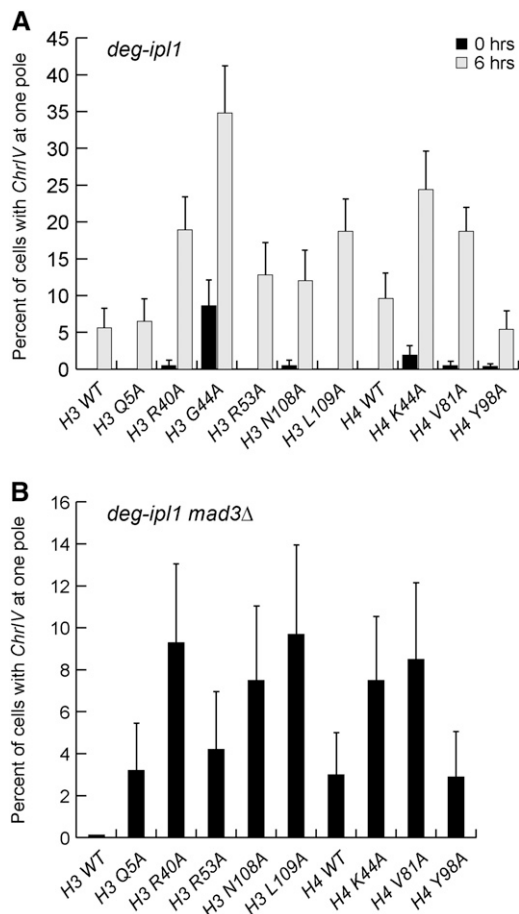 A
deg-ipl1
0 hrs
6 hrs
Percent of cells with ChrIV at one pole
45
40
35
30
25
20
15
10
5
0
H3 WT
H3 Q5A
H3 R40A
H3 G44A
H3 R53A
H3 N108A
H3 L109A
H4 WT
H4 K44A
H4 V81A
H4 Y98A
B
deg-ipl1 mad3Δ
Percent of cells with ChrIV at one pole
16
14
12
10
8
6
4
2
0
H3 WT
H3 Q5A
H3 R40A
H3 R53A
H3 N108A
H3 L109A
H4 WT
H4 K44A
H4 V81A
H4 Y98A